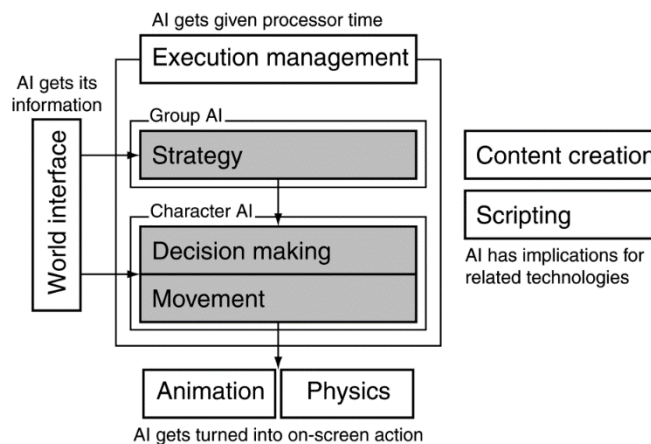 AI gets given processor time
Execution management
AI gets its
information
World interface
Group AI
Strategy
Character AI
Decision making
Movement
Animation
Physics
AI gets turned into on-screen action
Content creation
Scripting
AI has implications for
related technologies